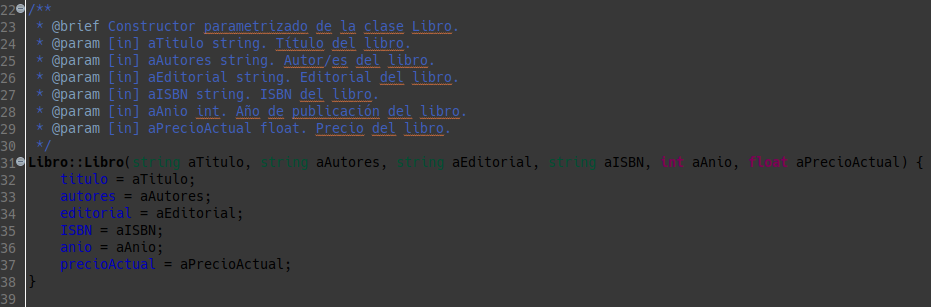 22 /**
23  * @brief Constructor parametrizado de la clase Libro.
24  * @param [in] aTitulo string. Título del libro.
25  * @param [in] aAutores string. Autor/es del libro.
26  * @param [in] aEditorial string. Editorial del libro.
27  * @param [in] aISBN string. ISBN del libro.
28  * @param [in] aAnio int. Año de publicación del libro.
29  * @param [in] aPrecioActual float. Precio del libro.
30  */
31 Libro::Libro(string aTitulo, string aAutores, string aEditorial, string aISBN, int aAnio, float aPrecioActual) {
32     titulo = aTitulo;
33     autores = aAutores;
34     editorial = aEditorial;
35     ISBN = aISBN;
36     anio = aAnio;
37     precioActual = aPrecioActual;
38 }
39